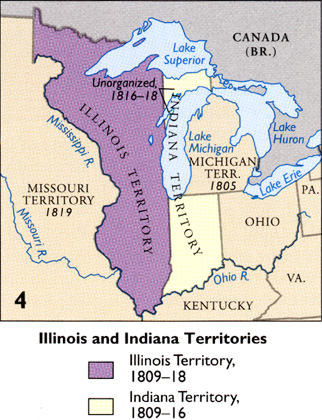 CANADA
(BR.)
Lake
Superior
Unorganized,
1816–18
ILLINOIS TERRITORY
INDIANA TERRITORY
Mississippi R.
Lake
Michigan
Lake
Huron
MICHIGAN
TERR.
1805
Lake Erie
MISSOURI
TERRITORY
1819
Missouri R.
PA.
OHIO
Ohio R.
VA.
KENTUCKY
4
Illinois and Indiana Territories
Illinois Territory,
1809–18
Indiana Territory,
1809–16